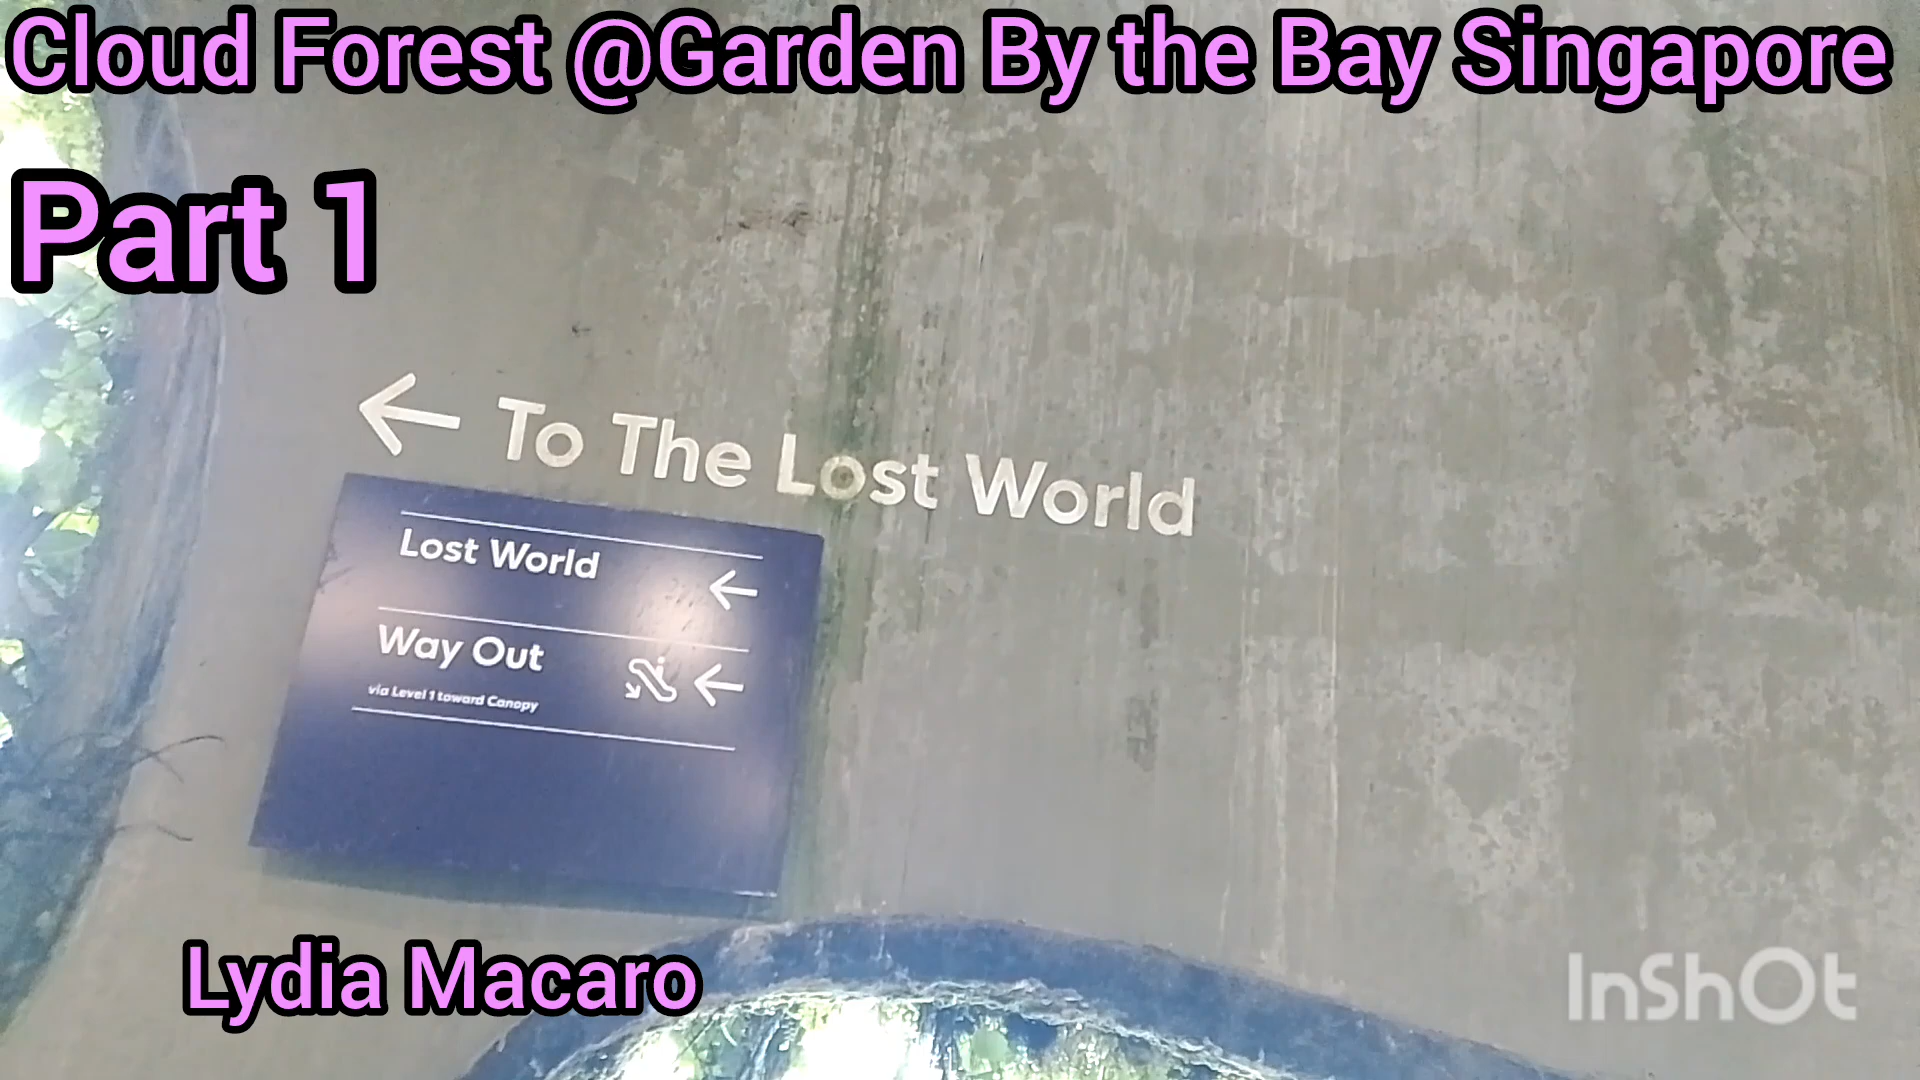 Cloud Forest @Garden By the Bay Singapore
Part 1
← To The Lost World
Lost World ←
Way Out ←
via Level 1 toward Canopy
Lydia Macaro
InShOt